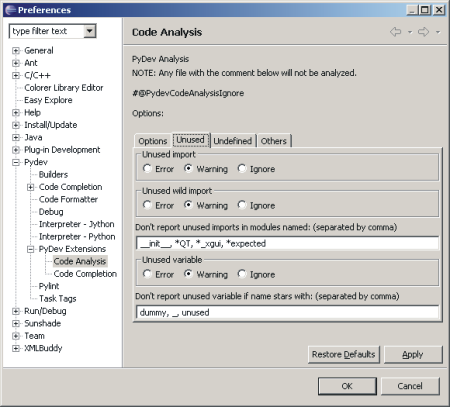 Preferences
type filter text
General
Ant
C/C++
Colorer Library Editor
Easy Explore
Help
Install/Update
Java
Plug-in Development
Pydev
Builders
Code Completion
Code Formatter
Debug
Interpreter - Jython
Interpreter - Python
PyDev Extensions
Code Analysis
Code Completion
Pylint
Task Tags
Run/Debug
Sunshade
Team
XMLBuddy
Code Analysis
PyDev Analysis
NOTE: Any file with the comment below will not be analyzed.
#@PydevCodeAnalysisIgnore
Options:
Options Unused Undefined Others
Unused import
Error Warning Ignore
Unused wild import
Error Warning Ignore
Don't report unused imports in modules named: (separated by comma)
__init__, *QT, *_xgui, *expected
Unused variable
Error Warning Ignore
Don't report unused variable if name stars with: (separated by comma)
dummy, _, unused
Restore Defaults Apply
OK Cancel